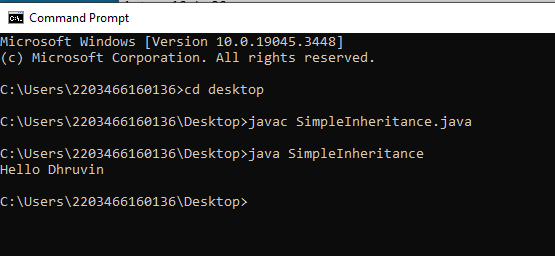 Command Prompt
Microsoft Windows [Version 10.0.19045.3448]
(c) Microsoft Corporation. All rights reserved.
C:\Users\2203466160136>cd desktop
C:\Users\2203466160136\Desktop>javac SimpleInheritance.java
C:\Users\2203466160136\Desktop>java SimpleInheritance
Hello Dhruvin
C:\Users\2203466160136\Desktop>